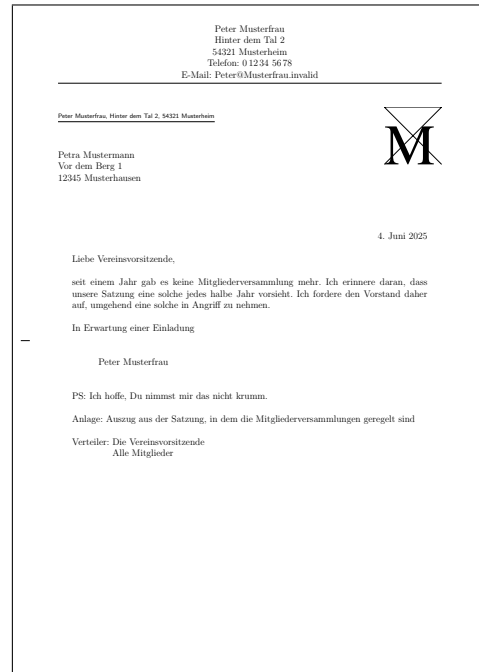 Peter Musterfrau
Hinter dem Tal 2
54321 Musterheim
Telefon: 0 12 34 56 78
E-Mail: Peter@Musterfrau.invalid
Peter Musterfrau, Hinter dem Tal 2, 54321 Musterheim
M
Petra Mustermann
Vor dem Berg 1
12345 Musterhausen
4. Juni 2025
Liebe Vereinsvorsitzende,
seit einem Jahr gab es keine Mitgliederversammlung mehr. Ich erinnere daran, dass
unsere Satzung eine solche jedes halbe Jahr vorsieht. Ich fordere den Vorstand daher
auf, umgehend eine solche in Angriff zu nehmen.
In Erwartung einer Einladung
Peter Musterfrau
PS: Ich hoffe, Du nimmst mir das nicht krumm.
Anlage: Auszug aus der Satzung, in dem die Mitgliederversammlungen geregelt sind
Verteiler: Die Vereinsvorsitzende
Alle Mitglieder